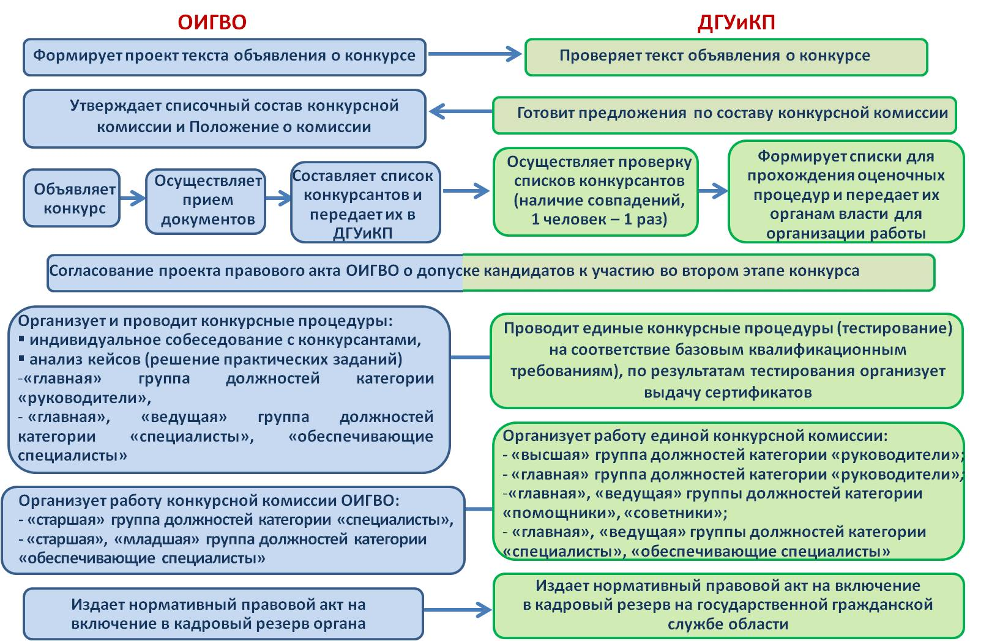 ОИГВО
ДГУиКП
Формирует проект текста объявления о конкурсе
Проверяет текст объявления о конкурсе
Утверждает списочный состав конкурсной
комиссии и Положение о комиссии
Готовит предложения по составу конкурсной комиссии
Объявляет
конкурс
Осуществляет
прием
документов
Составляет список
конкурсантов и
передает их в
ДГУиКП
Осуществляет проверку
списков конкурсантов
(наличие совпадений,
1 человек – 1 раз)
Формирует списки для
прохождения оценочных
процедур и передает их
органам власти для
организации работы
Согласование проекта правового акта ОИГВО о допуске кандидатов к участию во втором этапе конкурса
Организует и проводит конкурсные процедуры:
▪ индивидуальное собеседование с конкурсантами,
▪ анализ кейсов (решение практических заданий)
-«главная» группа должностей категории
«руководители»,
- «главная», «ведущая» группа должностей
категории «специалисты», «обеспечивающие
специалисты»
Проводит единые конкурсные процедуры (тестирование)
на соответствие базовым квалификационным
требованиям), по результатам тестирования организует
выдачу сертификатов
Организует работу конкурсной комиссии ОИГВО:
- «старшая» группа должностей категории «специалисты»,
- «старшая», «младшая» группа должностей категории
«обеспечивающие специалисты»
Организует работу единой конкурсной комиссии:
- «высшая» группа должностей категории «руководители»;
- «главная» группа должностей категории «руководители»;
-«главная», «ведущая» группы должностей категории
«помощники», «советники»;
- «главная», «ведущая» группы должностей категории
«специалисты», «обеспечивающие специалисты»
Издает нормативный правовой акт на
включение в кадровый резерв органа
Издает нормативный правовой акт на включение
в кадровый резерв на государственной гражданской
службе области